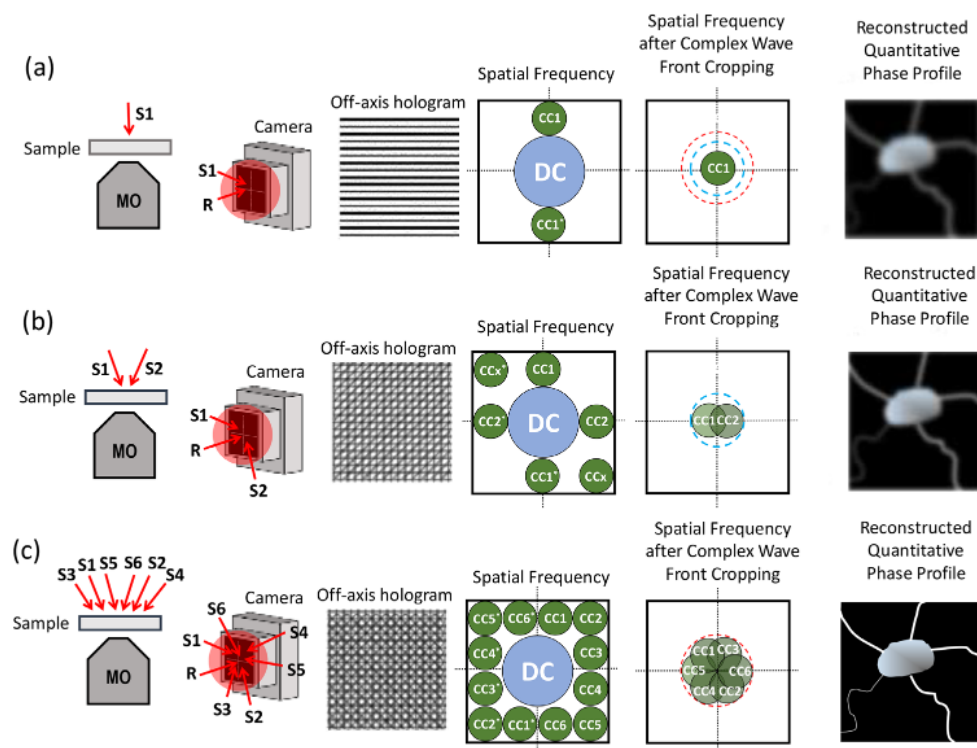 (a)
S1
Sample
MO
Camera
S1
R
Off-axis hologram
Spatial Frequency
CC1
DC
CC1*
Spatial Frequency
after Complex Wave
Front Cropping
CC1
Reconstructed
Quantitative
Phase Profile
(b)
S1 S2
Sample
MO
Camera
S1
R
S2
Off-axis hologram
Spatial Frequency
CCx* CC1
CC2* DC CC2
CC1* CCx
Spatial Frequency
after Complex Wave
Front Cropping
CC1 CC2
Reconstructed
Quantitative
Phase Profile
(c)
S3 S1 S5 S6 S2 S4
Sample
MO
Camera
S6
S1 S4
R S5
S3 S2
Off-axis hologram
Spatial Frequency
CC5* CC6* CC1 CC2
CC4* CC3
DC
CC3* CC4
CC2* CC1* CC6 CC5
Spatial Frequency
after Complex Wave
Front Cropping
CC1 CC3
CC5 CC6
CC4 CC2
Reconstructed
Quantitative
Phase Profile